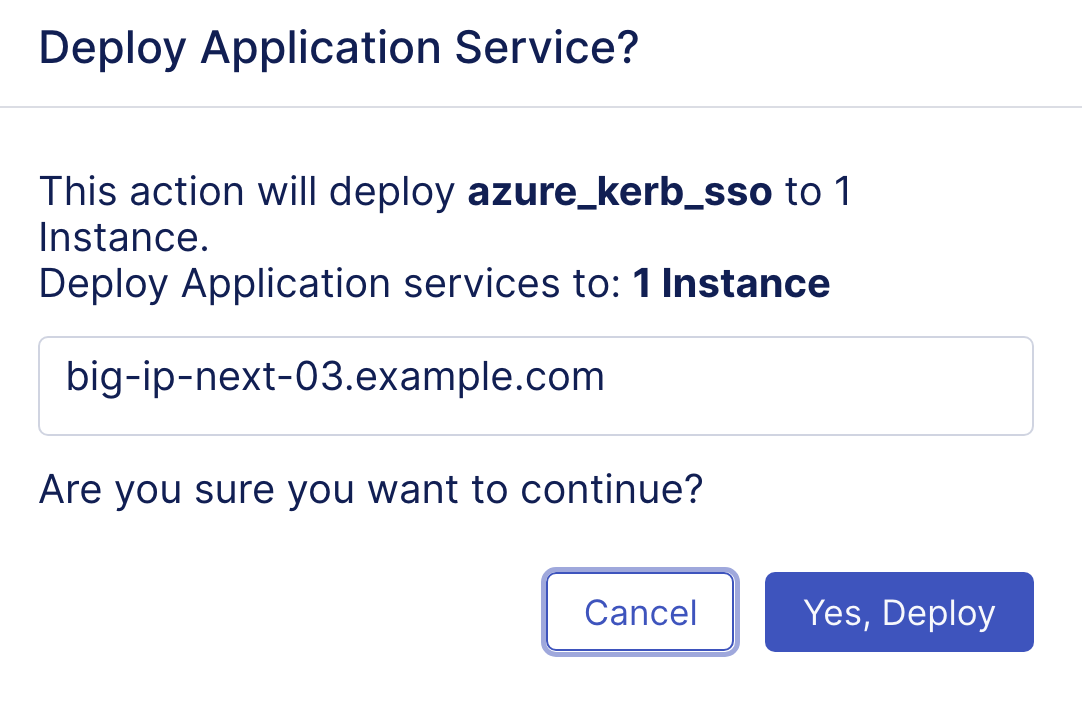 Deploy Application Service?
This action will deploy azure_kerb_sso to 1
Instance.
Deploy Application services to: 1 Instance
big-ip-next-03.example.com
Are you sure you want to continue?
Cancel Yes, Deploy